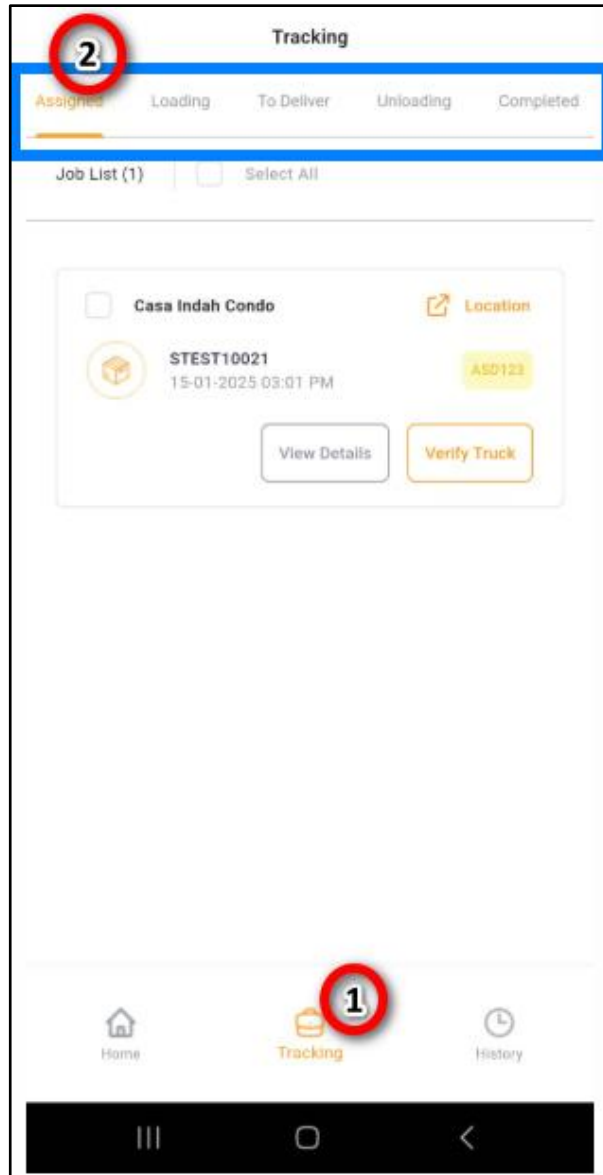 Tracking
2
Assigned Loading To Deliver Unloading Completed
Job List (1) Select All
Casa Indah Condo Location
STEST10021
15-01-2025 03:01 PM ASD123
View Details Verify Truck
1
Home Tracking History